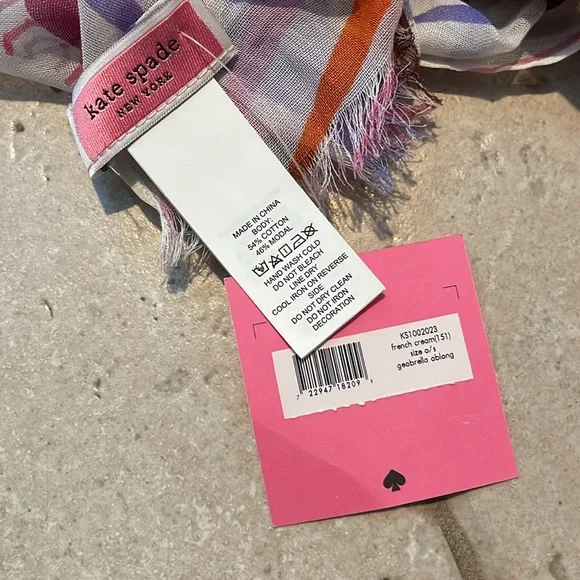 kate spade
NEW YORK
MADE IN CHINA
BODY:
54% COTTON
46% MODAL
HAND WASH COLD
DO NOT BLEACH
LINE DRY
COOL IRON ON REVERSE
SIDE
DO NOT DRY CLEAN
DO NOT IRON
DECORATION
KS1002023
french cream(151)
size o/s
geobrella oblong
7 22947 18209 9